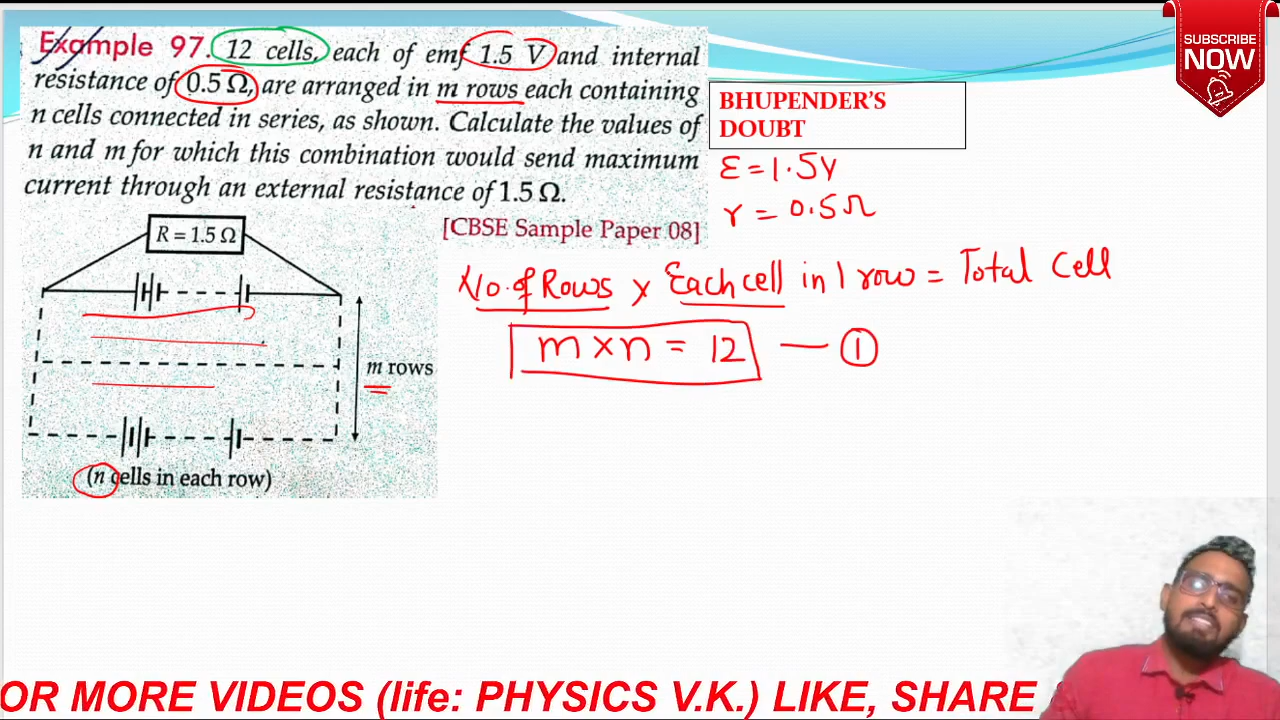 SUBSCRIBE
NOW
Example 97. 12 cells, each of emf 1.5 V and internal
resistance of 0.5 Ω, are arranged in m rows each containing
n cells connected in series, as shown. Calculate the values of
n and m for which this combination would send maximum
current through an external resistance of 1.5 Ω.
[CBSE Sample Paper 08]
BHUPENDER'S
DOUBT
ε = 1.5V
r = 0.5Ω
R = 1.5 Ω
No. of Rows x Each cell in 1 row = Total Cell
m x n = 12 — ①
m rows
(n cells in each row)
OR MORE VIDEOS (life: PHYSICS V.K.) LIKE, SHARE